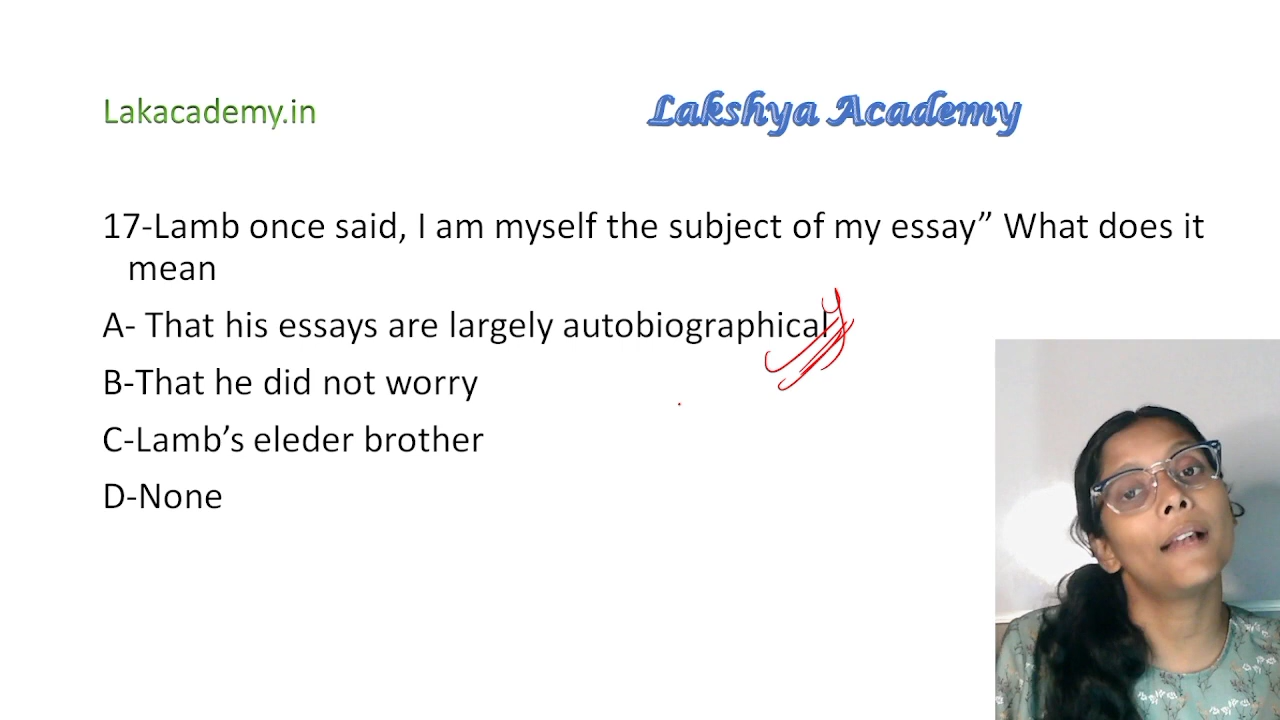 Lakacademy.in
Lakshya Academy
17-Lamb once said, I am myself the subject of my essay” What does it
mean
A- That his essays are largely autobiographical
B-That he did not worry
C-Lamb’s eleder brother
D-None